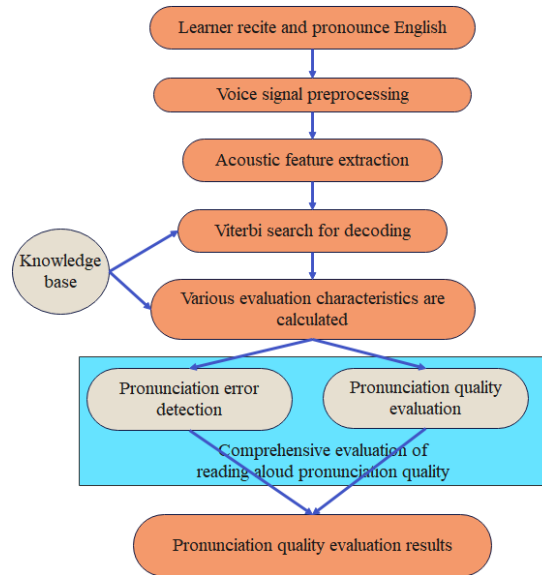 Learner recite and pronounce English
Voice signal preprocessing
Acoustic feature extraction
Viterbi search for decoding
Knowledge
base
Various evaluation characteristics are
calculated
Pronunciation error
detection
Pronunciation quality
evaluation
Comprehensive evaluation of
reading aloud pronunciation quality
Pronunciation quality evaluation results